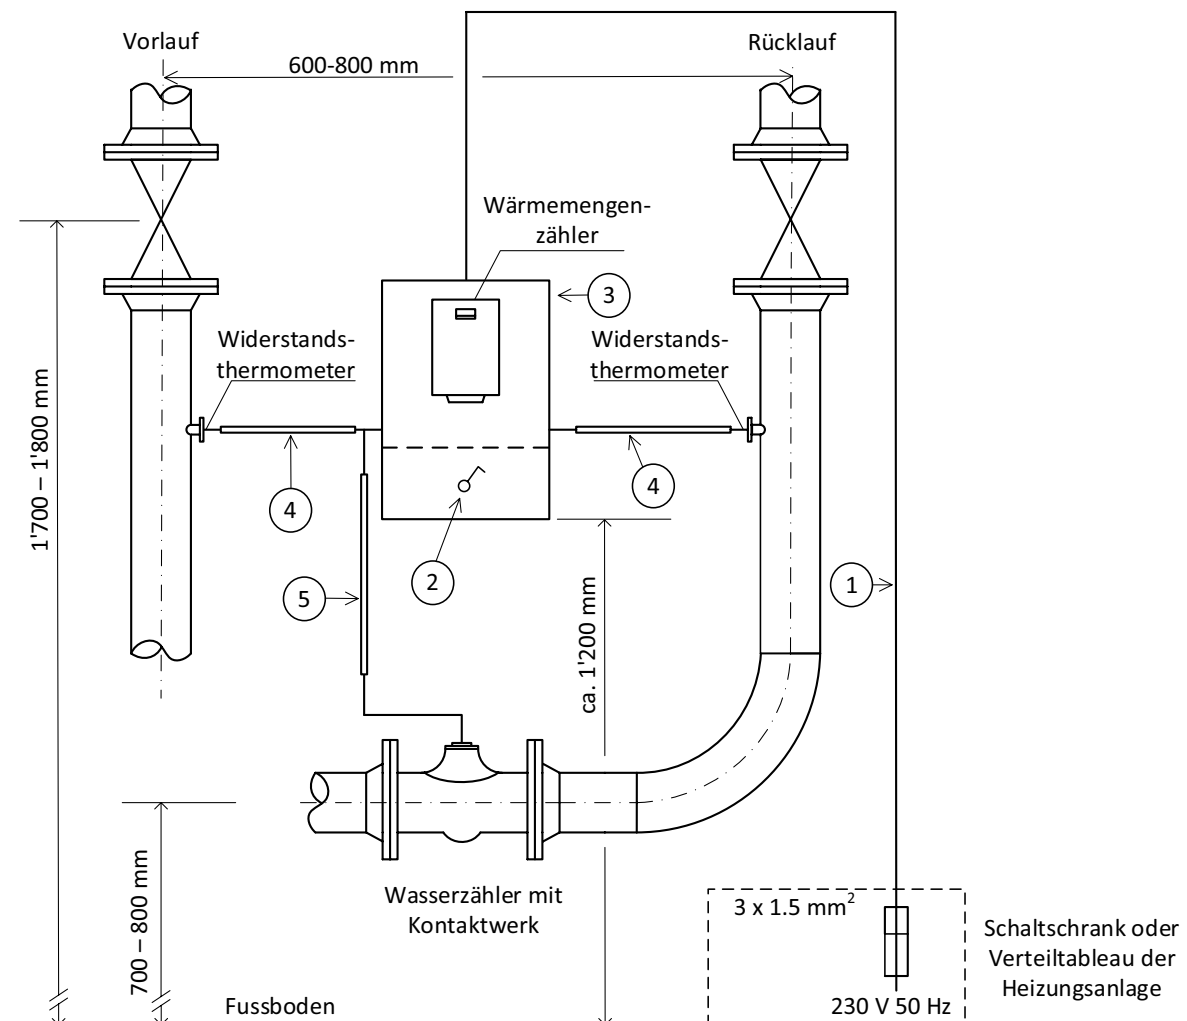 Vorlauf
Rücklauf
600-800 mm
Wärmemengen-
zähler
3
Widerstands-
thermometer
Widerstands-
thermometer
1'700 – 1'800 mm
4
4
2
5
1
ca. 1'200 mm
700 – 800 mm
Wasserzähler mit
Kontaktwerk
3 x 1.5 mm²
Schaltschrank oder
Verteiltableau der
Heizungsanlage
Fussboden
230 V 50 Hz